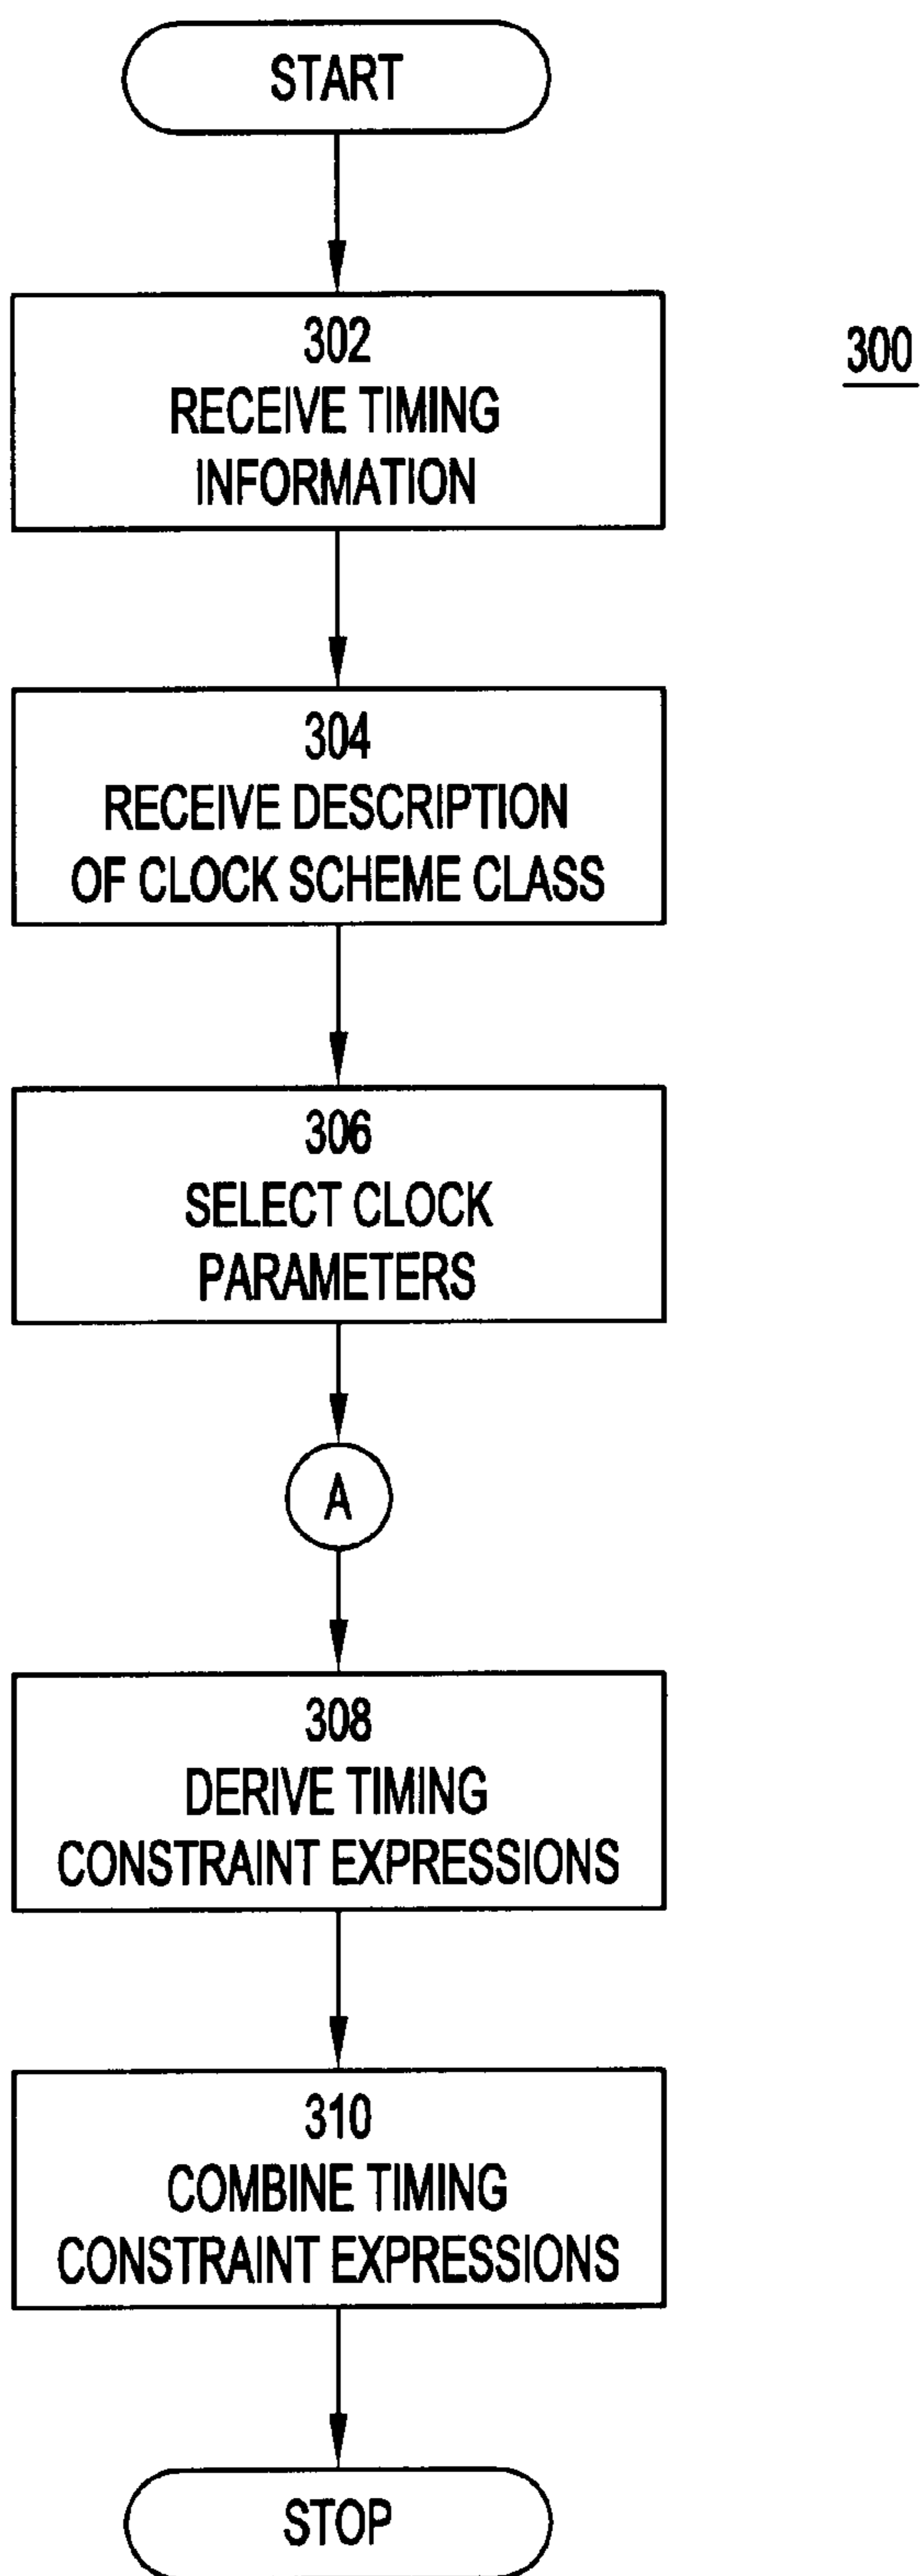 START
302
RECEIVE TIMING
INFORMATION
300
304
RECEIVE DESCRIPTION
OF CLOCK SCHEME CLASS
306
SELECT CLOCK
PARAMETERS
A
308
DERIVE TIMING
CONSTRAINT EXPRESSIONS
310
COMBINE TIMING
CONSTRAINT EXPRESSIONS
STOP